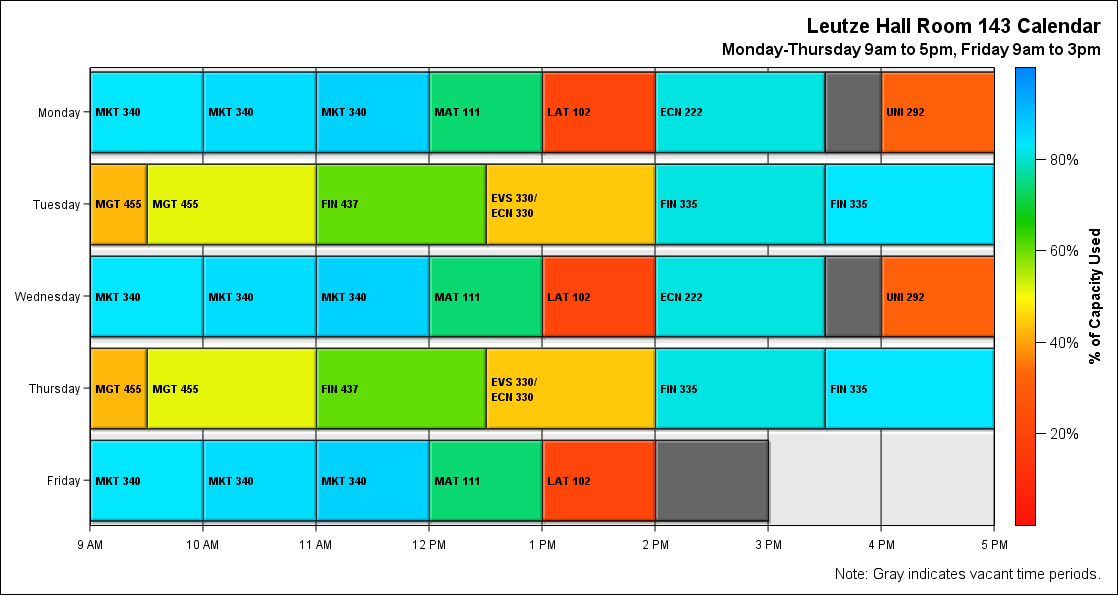 Leutze Hall Room 143 Calendar
Monday-Thursday 9am to 5pm, Friday 9am to 3pm
Monday
MKT 340
MKT 340
MKT 340
MAT 111
LAT 102
ECN 222
UNI 292
Tuesday
MGT 455
MGT 455
FIN 437
EVS 330/
ECN 330
FIN 335
FIN 335
Wednesday
MKT 340
MKT 340
MKT 340
MAT 111
LAT 102
ECN 222
UNI 292
Thursday
MGT 455
MGT 455
FIN 437
EVS 330/
ECN 330
FIN 335
FIN 335
Friday
MKT 340
MKT 340
MKT 340
MAT 111
LAT 102
9 AM
10 AM
11 AM
12 PM
1 PM
2 PM
3 PM
4 PM
5 PM
80%
60%
40%
20%
% of Capacity Used
Note: Gray indicates vacant time periods.